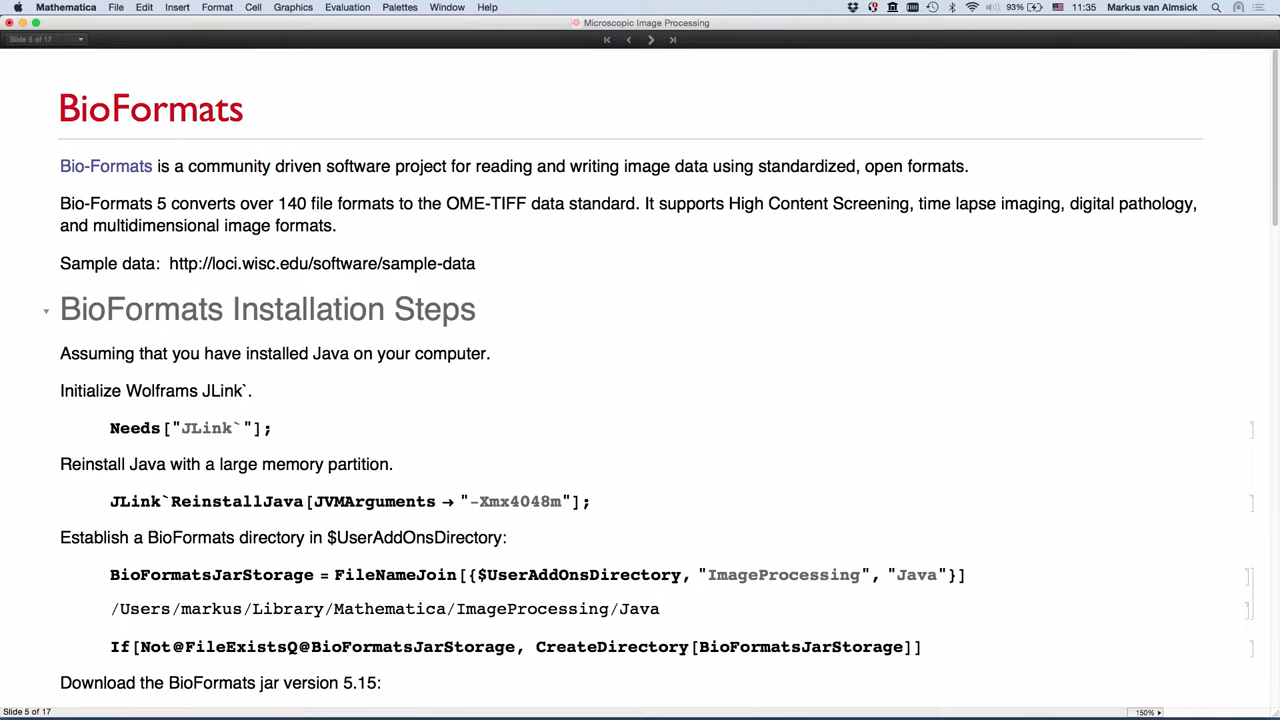 Mathematica File Edit Insert Format Cell Graphics Evaluation Palettes Window Help 93% 11:35 Markus van Almsick
Microscopic Image Processing
Slide 5 of 17
BioFormats
Bio-Formats is a community driven software project for reading and writing image data using standardized, open formats.
Bio-Formats 5 converts over 140 file formats to the OME-TIFF data standard. It supports High Content Screening, time lapse imaging, digital pathology,
and multidimensional image formats.
Sample data: http://loci.wisc.edu/software/sample-data
BioFormats Installation Steps
Assuming that you have installed Java on your computer.
Initialize Wolframs JLink`.
Needs["JLink`"];
Reinstall Java with a large memory partition.
JLink`ReinstallJava[JVMArguments → "-Xmx4048m"];
Establish a BioFormats directory in $UserAddOnsDirectory:
BioFormatsJarStorage = FileNameJoin[{$UserAddOnsDirectory, "ImageProcessing", "Java"}]
/Users/markus/Library/Mathematica/ImageProcessing/Java
If[Not@FileExistsQ@BioFormatsJarStorage, CreateDirectory[BioFormatsJarStorage]]
Download the BioFormats jar version 5.15:
Slide 5 of 17
150%